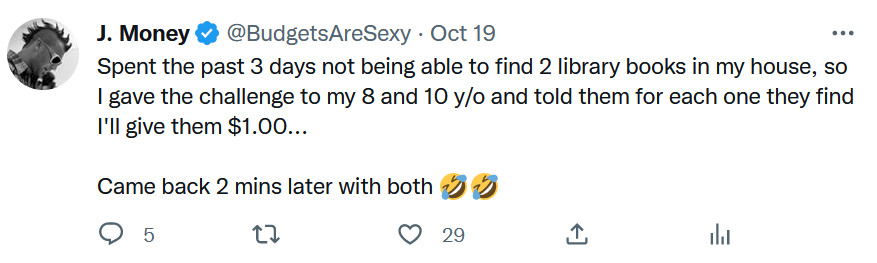 J. Money @BudgetsAreSexy · Oct 19
Spent the past 3 days not being able to find 2 library books in my house, so
I gave the challenge to my 8 and 10 y/o and told them for each one they find
I'll give them $1.00...
Came back 2 mins later with both 🤣🤣
5 29